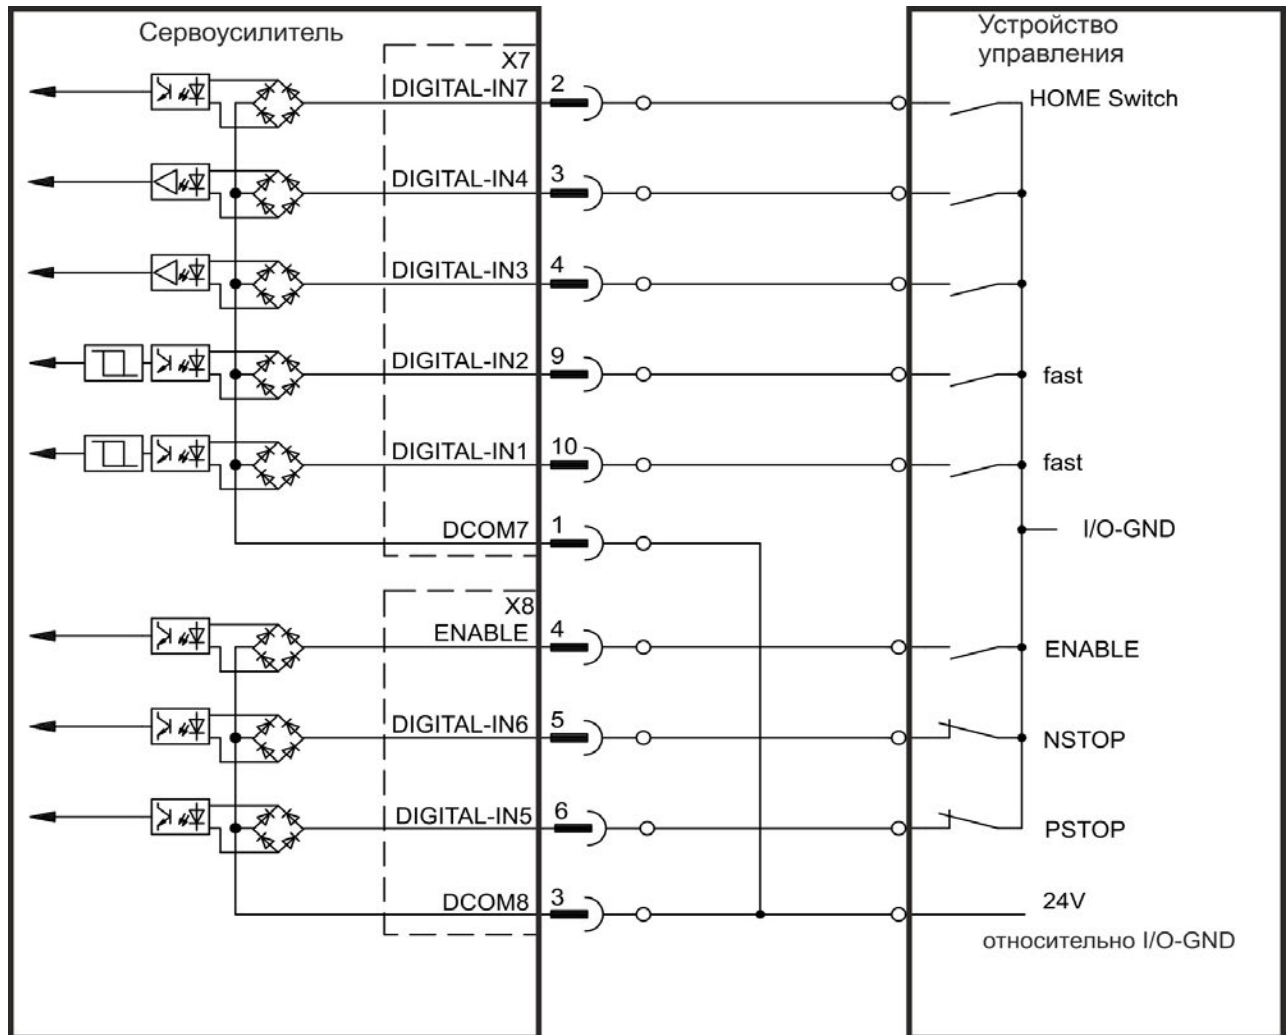 Сервоусилитель
Устройство
управления
X7
DIGITAL-IN7 2 HOME Switch
DIGITAL-IN4 3
DIGITAL-IN3 4
DIGITAL-IN2 9 fast
DIGITAL-IN1 10 fast
DCOM7 1 I/O-GND
X8
ENABLE 4 ENABLE
DIGITAL-IN6 5 NSTOP
DIGITAL-IN5 6 PSTOP
DCOM8 3 24V
относительно I/O-GND